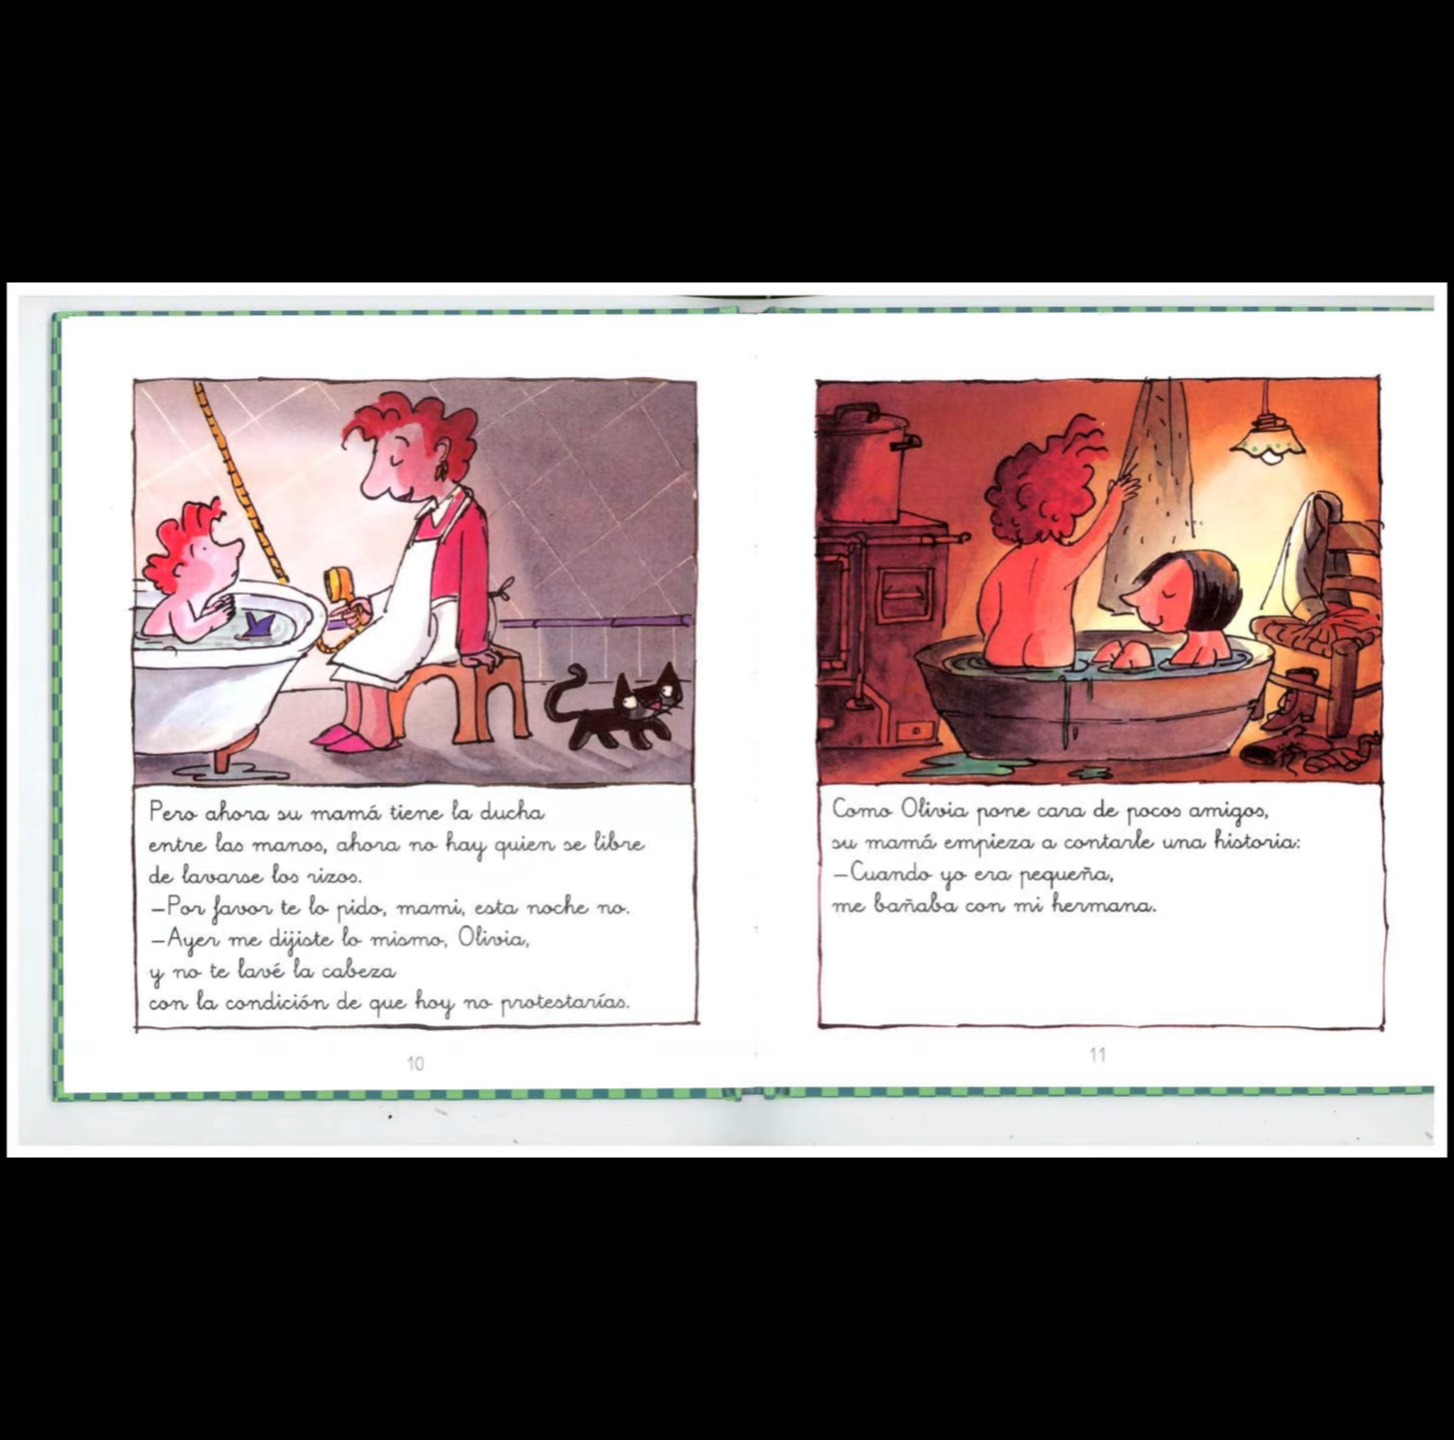 Pero ahora su mamá tiene la ducha
entre las manos, ahora no hay quien se libre
de lavarse los rizos.
–Por favor te lo pido, mami, esta noche no.
–Ayer me dijiste lo mismo, Olivia,
y no te lavé la cabeza
con la condición de que hoy no protestarías.
10
Como Olivia pone cara de pocos amigos,
su mamá empieza a contarle una historia:
–Cuando yo era pequeña,
me bañaba con mi hermana.
11